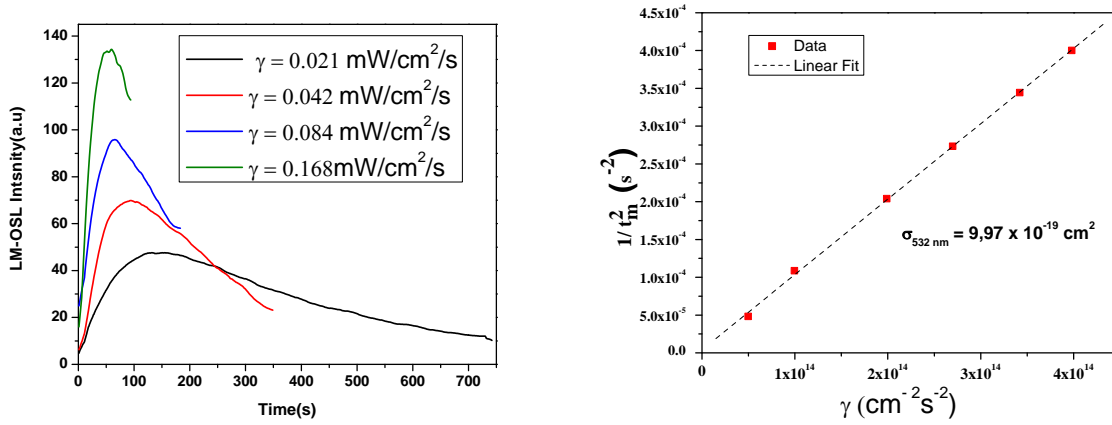 140
120
100
80
60
40
20
0
LM-OSL Intsnity(a.u)
γ = 0.021 mW/cm²/s
γ = 0.042 mW/cm²/s
γ = 0.084 mW/cm²/s
γ = 0.168mW/cm²/s
0 100 200 300 400 500 600 700
Time(s)
4.5x10⁻⁴
4.0x10⁻⁴
3.5x10⁻⁴
3.0x10⁻⁴
2.5x10⁻⁴
2.0x10⁻⁴
1.5x10⁻⁴
1.0x10⁻⁴
5.0x10⁻⁵
0.0
1/ t²m (s⁻²)
Data
Linear Fit
σ532 nm = 9,97 x 10⁻¹⁹ cm²
0 1x10¹⁴ 2x10¹⁴ 3x10¹⁴ 4x10¹⁴
γ (cm⁻²s⁻²)